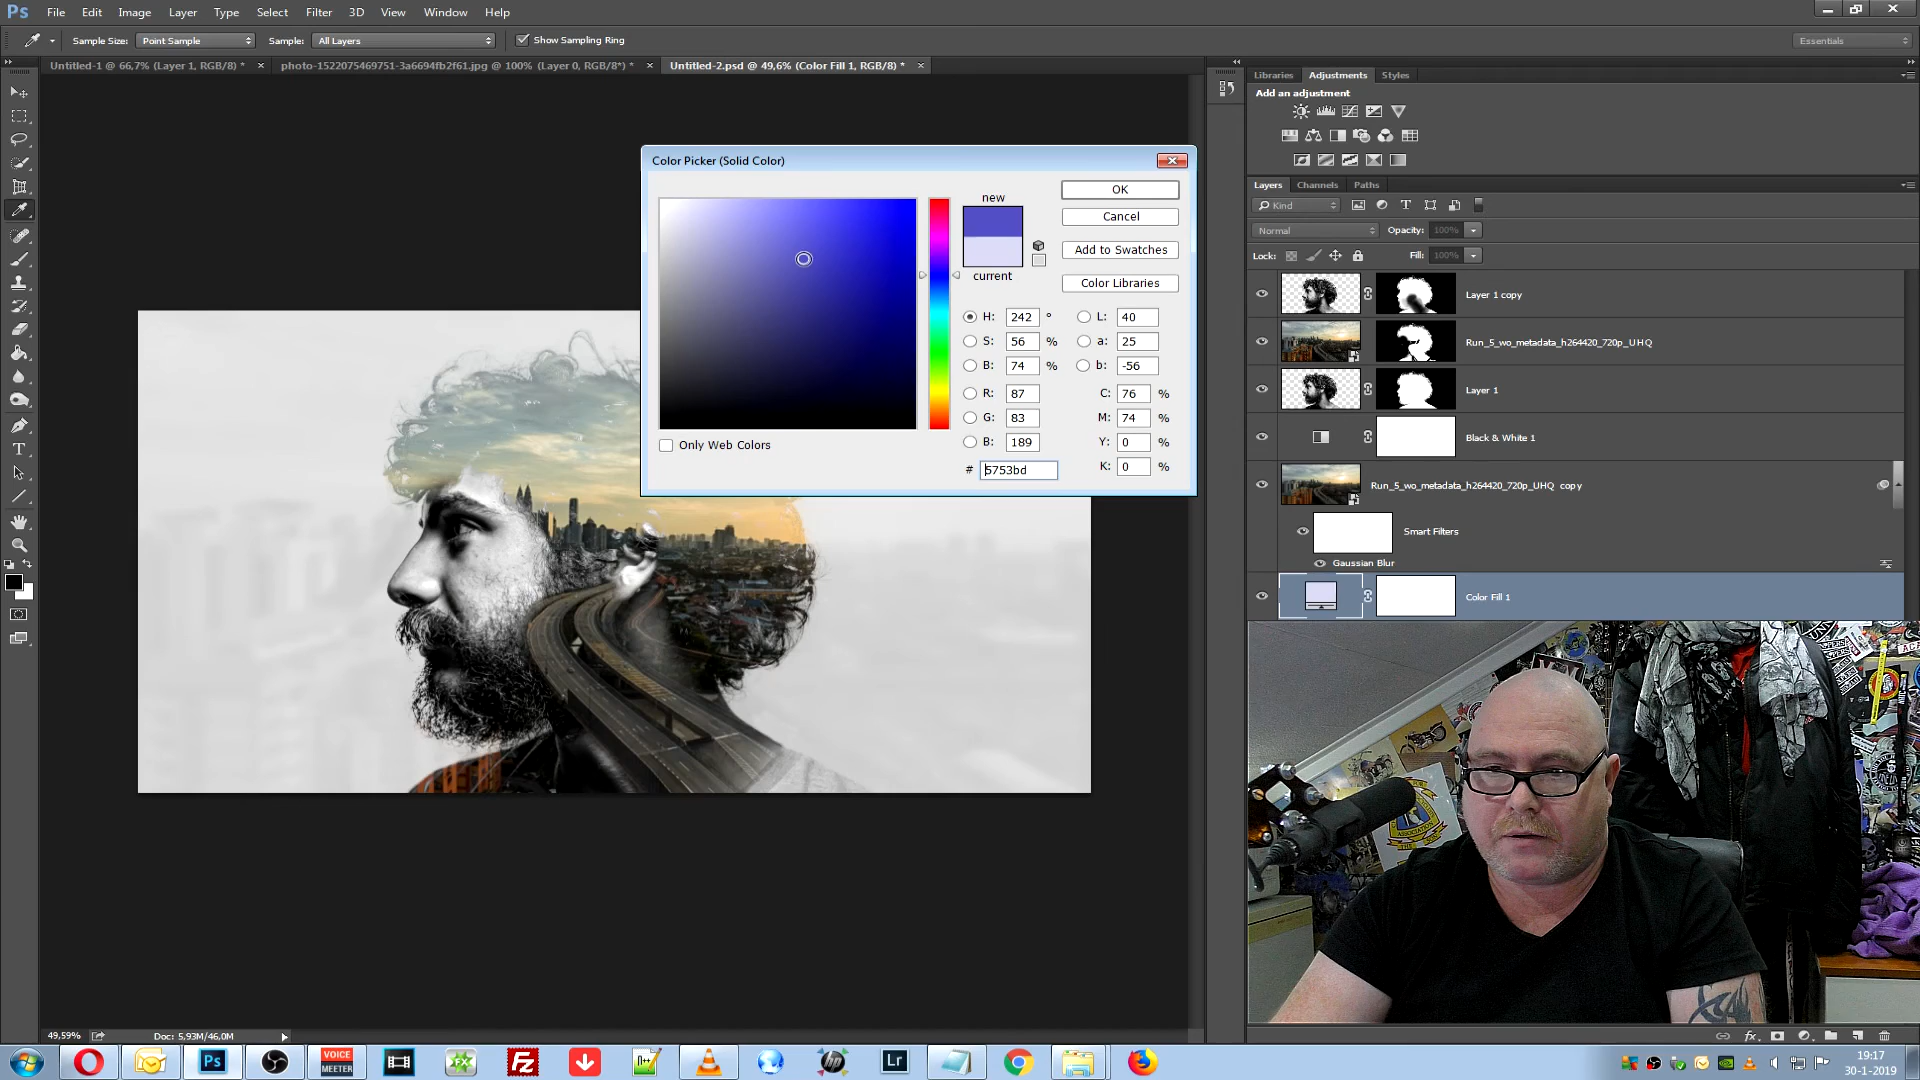 Ps File Edit Image Layer Type Select Filter 3D View Window Help
Sample Size: Point Sample Sample: All Layers Show Sampling Ring Essentials
Untitled-1 @ 66,7% (Layer 1, RGB/8) * × photo-1522075469751-3a6694fb2f61.jpg @ 100% (Layer 0, RGB/8*) * × Untitled-2.psd @ 49,6% (Color Fill 1, RGB/8) * ×
Libraries Adjustments Styles
Add an adjustment
Color Picker (Solid Color)
new
current
OK
Cancel
Add to Swatches
Color Libraries
H: 242 ° L: 40
S: 56 % a: 25
B: 74 % b: -56
R: 87 C: 76 %
G: 83 M: 74 %
B: 189 Y: 0 %
# 5753bd K: 0 %
Only Web Colors
Layers Channels Paths
Kind
Normal Opacity: 100%
Lock: Fill: 100%
Layer 1 copy
Run_5_wo_metadata_h264420_720p_UHQ
Layer 1
Black & White 1
Run_5_wo_metadata_h264420_720p_UHQ copy
Smart Filters
Gaussian Blur
Color Fill 1
ASSOCIATION
49,59% Doc: 5,93M/46,0M
Ps VOICE MEETER FX Fz hp Lr
19:17
30-1-2019